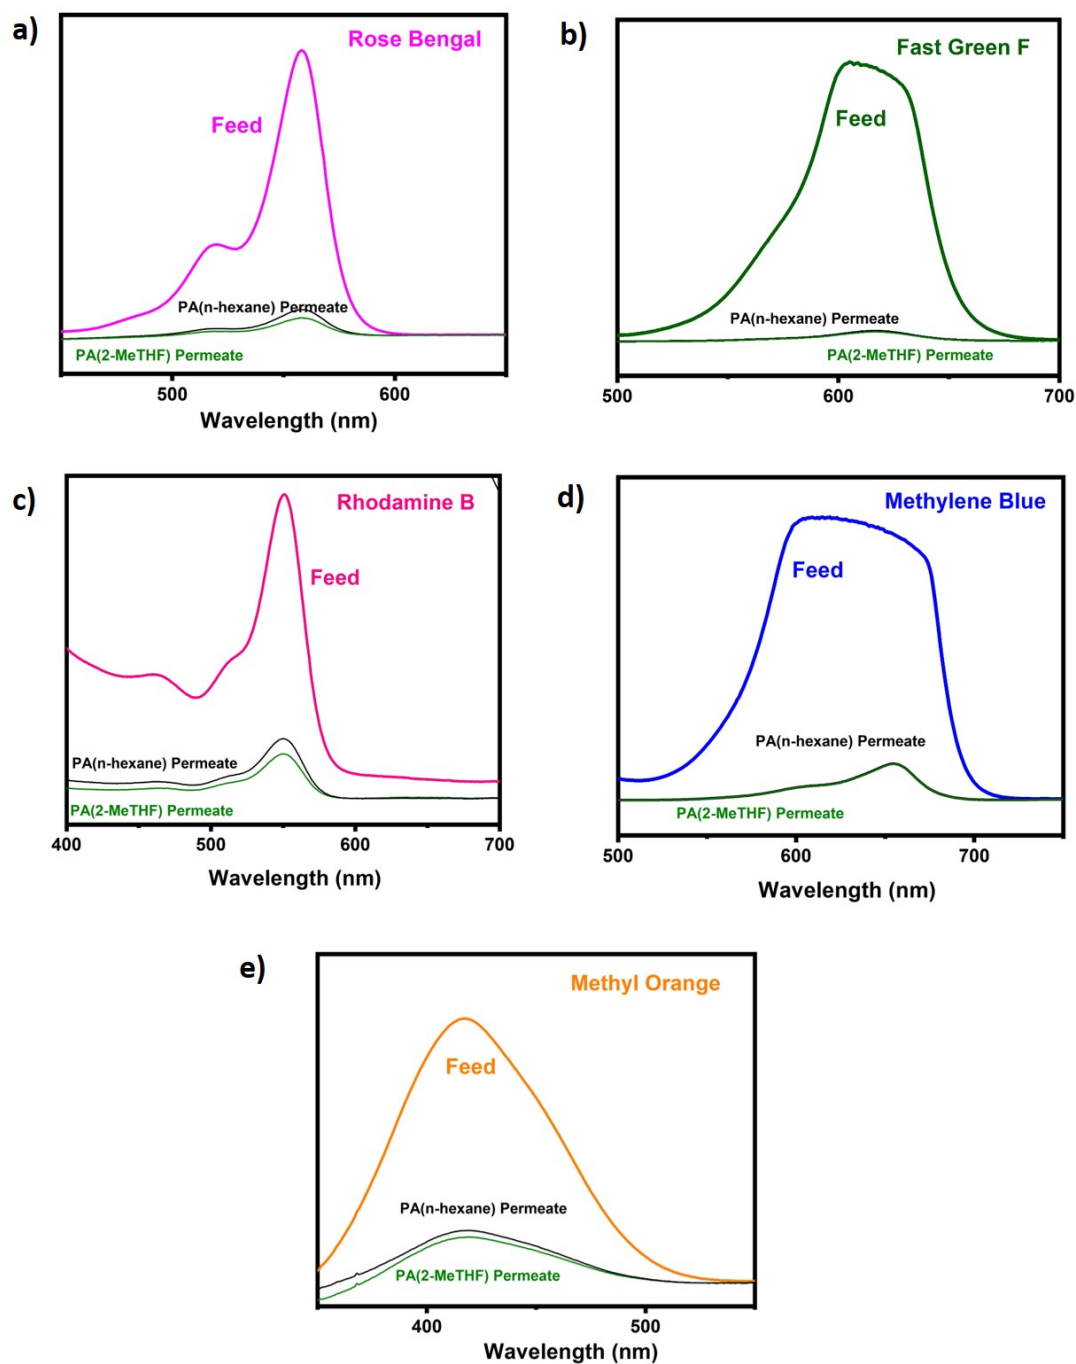 a)
Rose Bengal
Feed
PA(n-hexane) Permeate
PA(2-MeTHF) Permeate
500
600
Wavelength (nm)
b)
Fast Green F
Feed
PA(n-hexane) Permeate
PA(2-MeTHF) Permeate
500
600
700
c)
Rhodamine B
Feed
PA(n-hexane) Permeate
PA(2-MeTHF) Permeate
400
500
600
700
Wavelength (nm)
d)
Methylene Blue
Feed
PA(n-hexane) Permeate
PA(2-MeTHF) Permeate
500
600
700
Wavelength (nm)
e)
Methyl Orange
Feed
PA(n-hexane) Permeate
PA(2-MeTHF) Permeate
400
500
Wavelength (nm)